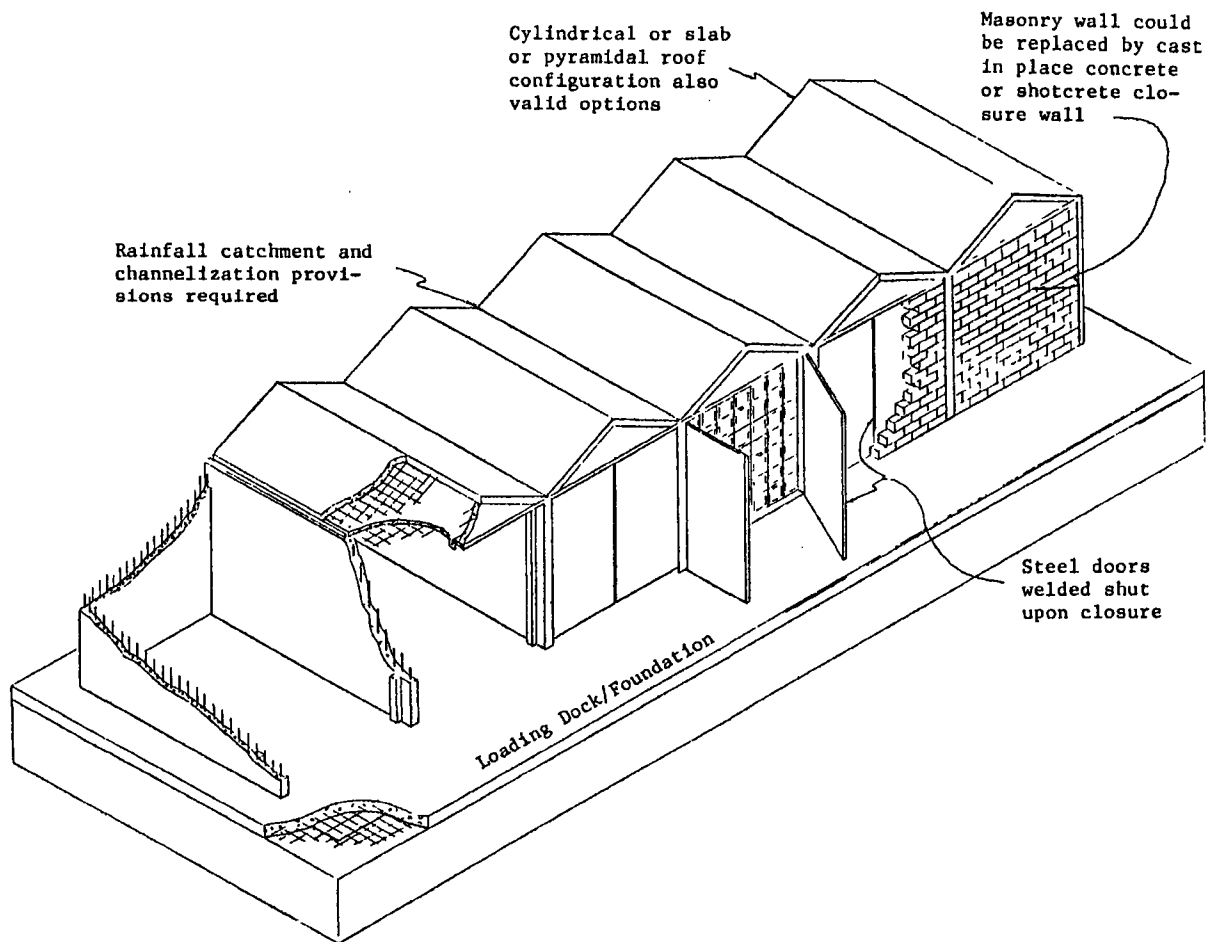 Cylindrical or slab
or pyramidal roof
configuration also
valid options
Masonry wall could
be replaced by cast
in place concrete
or shotcrete clo-
sure wall
Rainfall catchment and
channelization provi-
sions required
Steel doors
welded shut
upon closure
Loading Dock/Foundation